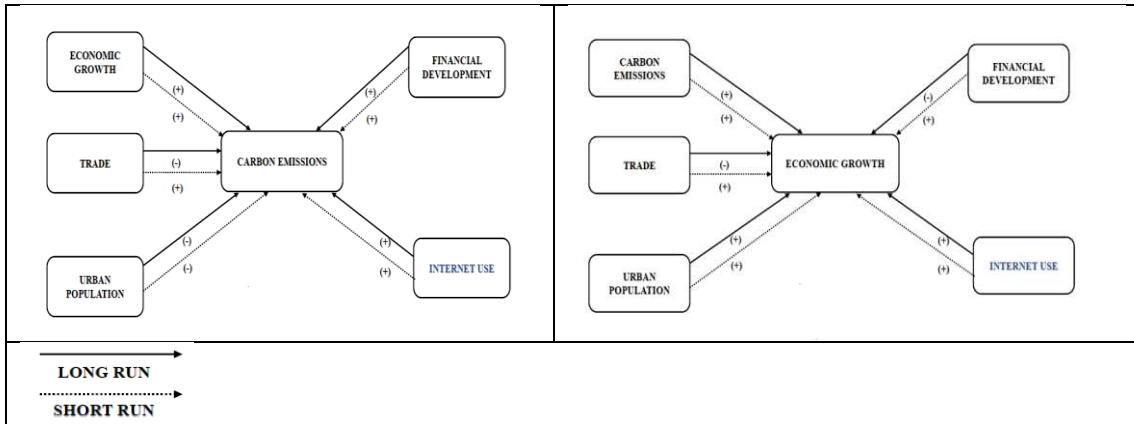 ECONOMIC
GROWTH
FINANCIAL
DEVELOPMENT
(+)
(+)
(+)
(+)
TRADE
(-)
(+)
CARBON EMISSIONS
(-)
(-)
(+)
(+)
URBAN
POPULATION
INTERNET USE
CARBON
EMISSIONS
FINANCIAL
DEVELOPMENT
(+)
(+)
(-)
(+)
TRADE
(-)
(+)
ECONOMIC GROWTH
(+)
(+)
(+)
(+)
URBAN
POPULATION
INTERNET USE
LONG RUN
SHORT RUN